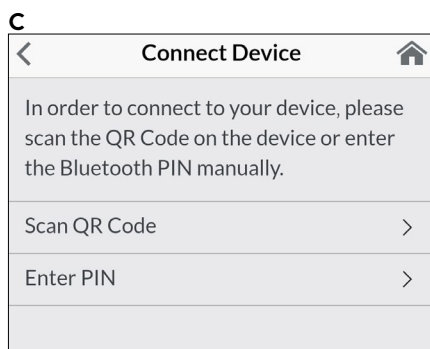 C
Connect Device
In order to connect to your device, please
scan the QR Code on the device or enter
the Bluetooth PIN manually.
Scan QR Code
Enter PIN